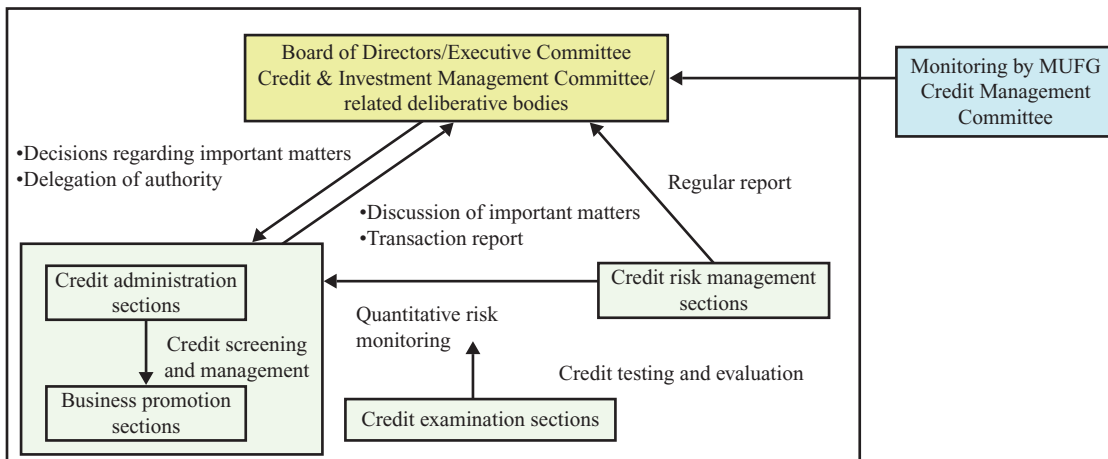 Board of Directors/Executive Committee
Credit & Investment Management Committee/
related deliberative bodies
Monitoring by MUFG
Credit Management
Committee
•Decisions regarding important matters
•Delegation of authority
Regular report
•Discussion of important matters
•Transaction report
Credit administration
sections
Credit risk management
sections
Quantitative risk
monitoring
Credit screening
and management
Credit testing and evaluation
Business promotion
sections
Credit examination sections